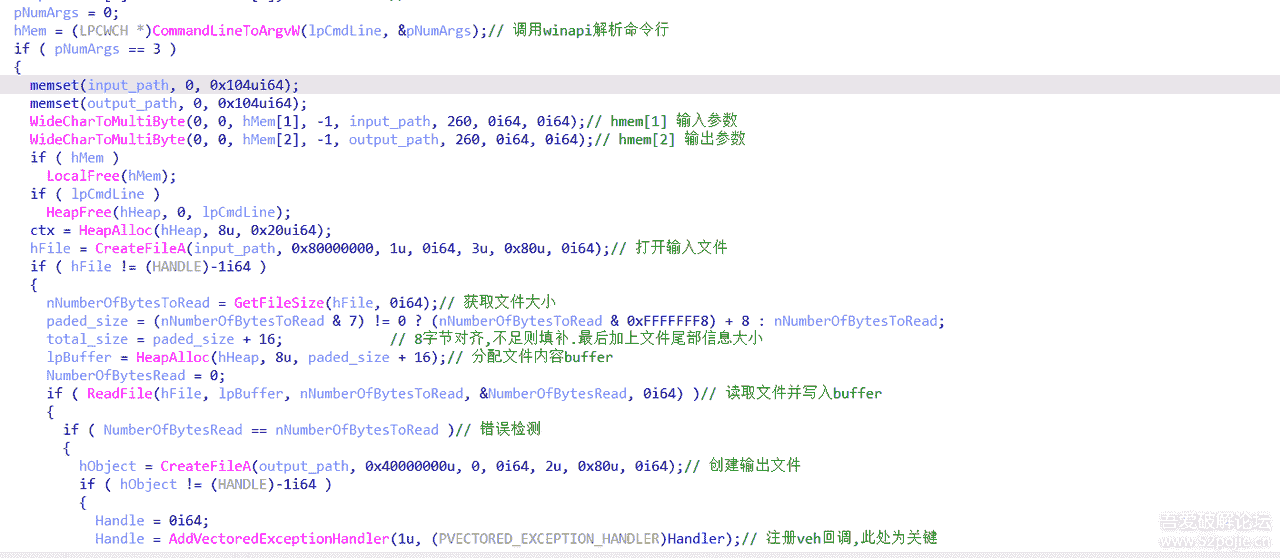 pNumArgs = 0;
hMem = (LPCWCH *)CommandLineToArgvW(lpCmdLine, &pNumArgs);// 调用winapi解析命令行
if ( pNumArgs == 3 )
{
memset(input_path, 0, 0x104ui64);
memset(output_path, 0, 0x104ui64);
WideCharToMultiByte(0, 0, hMem[1], -1, input_path, 260, 0i64, 0i64);// hmem[1] 输入参数
WideCharToMultiByte(0, 0, hMem[2], -1, output_path, 260, 0i64, 0i64);// hmem[2] 输出参数
if ( hMem )
LocalFree(hMem);
if ( lpCmdLine )
HeapFree(hHeap, 0, lpCmdLine);
ctx = HeapAlloc(hHeap, 8u, 0x20ui64);
hFile = CreateFileA(input_path, 0x80000000, 1u, 0i64, 3u, 0x80u, 0i64);// 打开输入文件
if ( hFile != (HANDLE)-1i64 )
{
nNumberOfBytesToRead = GetFileSize(hFile, 0i64);// 获取文件大小
paded_size = (nNumberOfBytesToRead & 7) != 0 ? (nNumberOfBytesToRead & 0xFFFFFFF8) + 8 : nNumberOfBytesToRead;
total_size = paded_size + 16; // 8字节对齐,不足则填补.最后加上文件尾部信息大小
lpBuffer = HeapAlloc(hHeap, 8u, paded_size + 16);// 分配文件内容buffer
NumberOfBytesRead = 0;
if ( ReadFile(hFile, lpBuffer, nNumberOfBytesToRead, &NumberOfBytesRead, 0i64) )// 读取文件并写入buffer
{
if ( NumberOfBytesRead == nNumberOfBytesToRead )// 错误检测
{
hObject = CreateFileA(output_path, 0x40000000u, 0, 0i64, 2u, 0x80u, 0i64);// 创建输出文件
if ( hObject != (HANDLE)-1i64 )
{
Handle = 0i64;
Handle = AddVectoredExceptionHandler(1u, (PVECTORED_EXCEPTION_HANDLER)Handler);// 注册veh回调,此处为关键
吾爱破解论坛
www.52pojie.cn